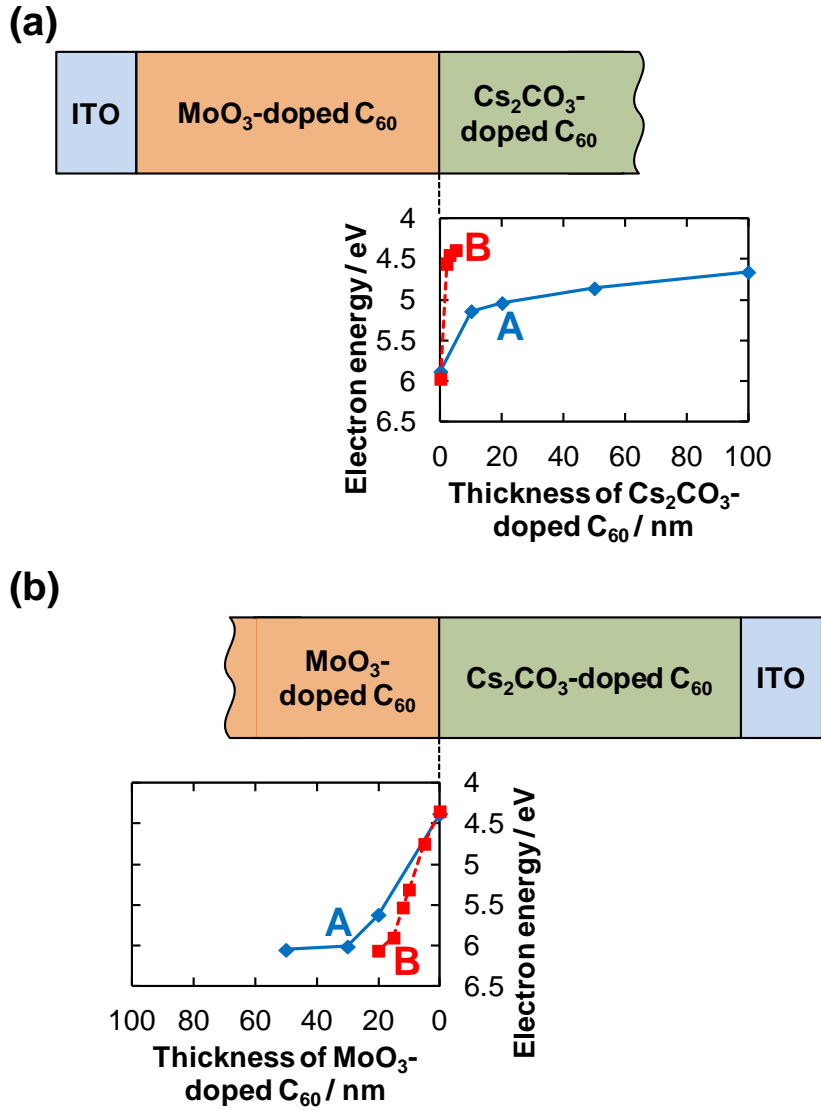 (a)
ITO
MoO₃-doped C₆₀
Cs₂CO₃-
doped C₆₀
4
4.5
5
5.5
6
6.5
Electron energy / eV
B
A
0 20 40 60 80 100
Thickness of Cs₂CO₃-
doped C₆₀ / nm
(b)
MoO₃-
doped C₆₀
Cs₂CO₃-doped C₆₀
ITO
4
4.5
5
5.5
6
6.5
Electron energy / eV
A
B
100 80 60 40 20 0
Thickness of MoO₃-
doped C₆₀ / nm